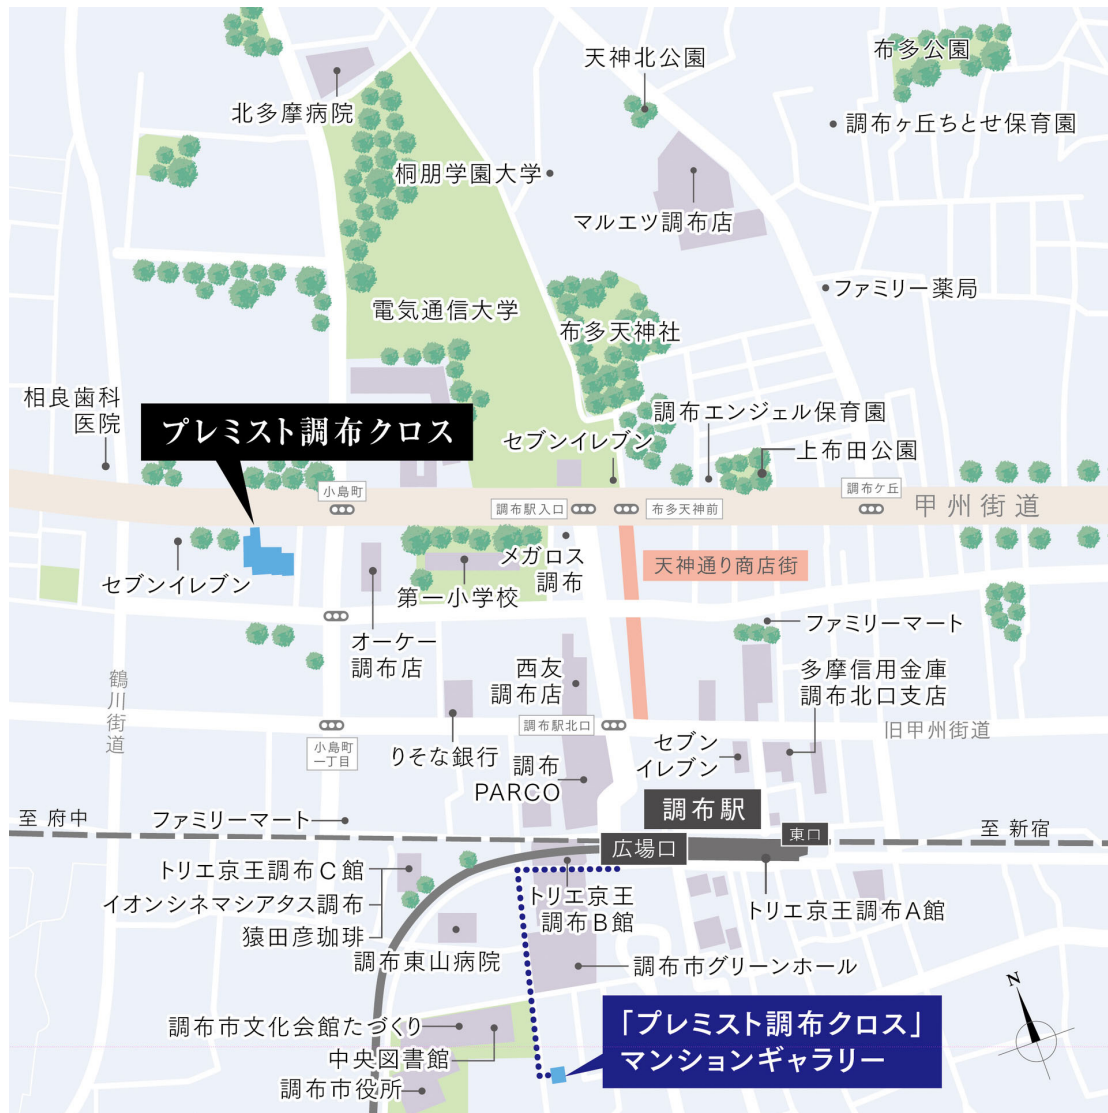 天神北公園
布多公園
北多摩病院
調布ヶ丘ちとせ保育園
桐朋学園大学
マルエツ調布店
ファミリー薬局
電気通信大学
布多天神社
相良歯科
医院
プレミスト調布クロス
調布エンジェル保育園
セブンイレブン
上布田公園
小島町
調布駅入口
布多天神前
調布ケ丘
甲州街道
メガロス
調布
天神通り商店街
セブンイレブン
第一小学校
オーケー
調布店
ファミリーマート
西友
調布店
多摩信用金庫
調布北口支店
鶴川街道
調布駅北口
旧甲州街道
小島町
一丁目
りそな銀行
調布
PARCO
セブン
イレブン
調布駅
至 府中
ファミリーマート
東口
至 新宿
広場口
トリエ京王調布C館
イオンシネマシアタス調布
猿田彦珈琲
トリエ京王
調布B館
トリエ京王調布A館
調布東山病院
調布市グリーンホール
N
調布市文化会館たづくり
中央図書館
調布市役所
「プレミスト調布クロス」
マンションギャラリー